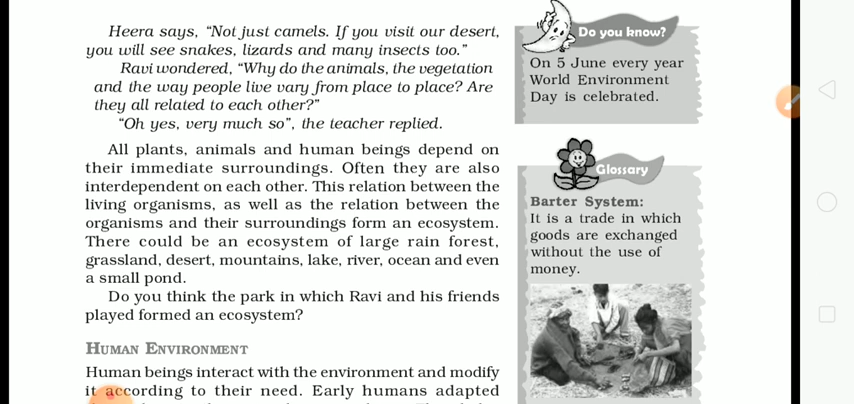 Heera says, “Not just camels. If you visit our desert,
you will see snakes, lizards and many insects too.”
Ravi wondered, “Why do the animals, the vegetation
and the way people live vary from place to place? Are
they all related to each other?”
“Oh yes, very much so”, the teacher replied.
All plants, animals and human beings depend on
their immediate surroundings. Often they are also
interdependent on each other. This relation between the
living organisms, as well as the relation between the
organisms and their surroundings form an ecosystem.
There could be an ecosystem of large rain forest,
grassland, desert, mountains, lake, river, ocean and even
a small pond.
Do you think the park in which Ravi and his friends
played formed an ecosystem?
HUMAN ENVIRONMENT
Human beings interact with the environment and modify
it according to their need. Early humans adapted
Do you know?
On 5 June every year
World Environment
Day is celebrated.
Glossary
Barter System:
It is a trade in which
goods are exchanged
without the use of
money.